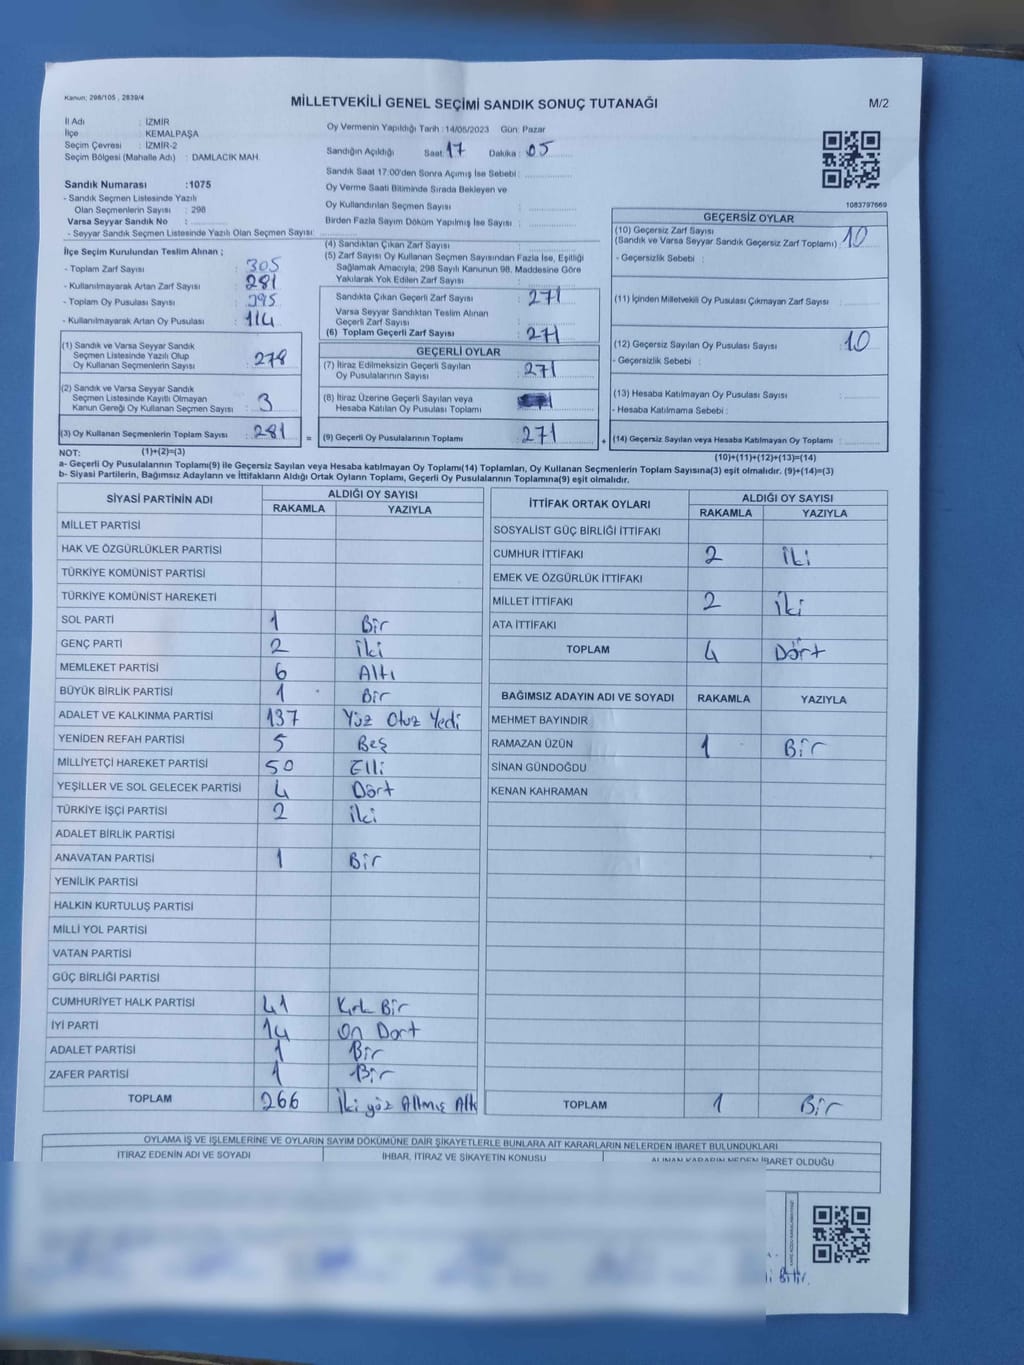 Kanun; 298/105 , 2839/4
MİLLETVEKİLİ GENEL SEÇİMİ SANDIK SONUÇ TUTANAĞI
M/2
İl Adı : İZMİR
İlçe : KEMALPAŞA
Seçim Çevresi : İZMİR-2
Seçim Bölgesi (Mahalle Adı) : DAMLACIK MAH.
Sandık Numarası :1075
- Sandık Seçmen Listesinde Yazılı
Olan Seçmenlerin Sayısı : 298
Varsa Seyyar Sandık No :
- Seyyar Sandık Seçmen Listesinde Yazılı Olan Seçmen Sayısı:
Oy Vermenin Yapıldığı Tarih :14/05/2023 Gün: Pazar
Sandığın Açıldığı Saat: 17 Dakika : 05
Sandık Saat 17:00'den Sonra Açımış İse Sebebi :
Oy Verme Saati Bitiminde Sırada Bekleyen ve
Oy Kullandırılan Seçmen Sayısı :
Birden Fazla Sayım Döküm Yapılmış İse Sayısı :
1083797669
İlçe Seçim Kurulundan Teslim Alınan ;
- Toplam Zarf Sayısı : 305
- Kullanılmayarak Artan Zarf Sayısı : 281
- Toplam Oy Pusulası Sayısı : 395
- Kullanılmayarak Artan Oy Pusulası : 114
(1) Sandık ve Varsa Seyyar Sandık
Seçmen Listesinde Yazılı Olup
Oy Kullanan Seçmenlerin Sayısı : 278
(2) Sandık ve Varsa Seyyar Sandık
Seçmen Listesinde Kayıtlı Olmayan
Kanun Gereği Oy Kullanan Seçmen Sayısı : 3
(3) Oy Kullanan Seçmenlerin Toplam Sayısı : 281
(4) Sandıktan Çıkan Zarf Sayısı :
(5) Zarf Sayısı Oy Kullanan Seçmen Sayısından Fazla İse, Eşitliği
Sağlamak Amacıyla; 298 Sayılı Kanunun 98. Maddesine Göre
Yakılarak Yok Edilen Zarf Sayısı :
Sandıkta Çıkan Geçerli Zarf Sayısı : 271
Varsa Seyyar Sandıktan Teslim Alınan
Geçerli Zarf Sayısı :
(6) Toplam Geçerli Zarf Sayısı : 271
GEÇERLİ OYLAR
(7) İtiraz Edilmeksizin Geçerli Sayılan
Oy Pusulalarının Sayısı : 271
(8) İtiraz Üzerine Geçerli Sayılan veya
Hesaba Katılan Oy Pusulası Toplamı :
= (9) Geçerli Oy Pusulalarının Toplamı : 271
GEÇERSİZ OYLAR
(10) Geçersiz Zarf Sayısı : 10
(Sandık ve Varsa Seyyar Sandık Geçersiz Zarf Toplamı)
- Geçersizlik Sebebi :
(11) İçinden Milletvekili Oy Pusulası Çıkmayan Zarf Sayısı :
(12) Geçersiz Sayılan Oy Pusulası Sayısı : 10
- Geçersizlik Sebebi :
(13) Hesaba Katılmayan Oy Pusulası Sayısı :
- Hesaba Katılmama Sebebi :
+ (14) Geçersiz Sayılan veya Hesaba Katılmayan Oy Toplamı :
NOT: (1)+(2)=(3) (10)+(11)+(12)+(13)=(14)
a- Geçerli Oy Pusulalarının Toplamı(9) ile Geçersiz Sayılan veya Hesaba katılmayan Oy Toplamı(14) Toplamları, Oy Kullanan Seçmenlerin Toplam Sayısına(3) eşit olmalıdır. (9)+(14)=(3)
b- Siyasi Partilerin, Bağımsız Adayların ve İttifakların Aldığı Ortak Oyların Toplamı, Geçerli Oy Pusulalarının Toplamına(9) eşit olmalıdır.
SİYASİ PARTİNİN ADI ALDIĞI OY SAYISI
RAKAMLA YAZIYLA
MİLLET PARTİSİ
HAK VE ÖZGÜRLÜKLER PARTİSİ
TÜRKİYE KOMÜNİST PARTİSİ
TÜRKİYE KOMÜNİST HAREKETİ
SOL PARTİ 1 Bir
GENÇ PARTİ 2 iki
MEMLEKET PARTİSİ 6 Altı
BÜYÜK BİRLİK PARTİSİ 1 Bir
ADALET VE KALKINMA PARTİSİ 137 Yüz Otuz Yedi
YENİDEN REFAH PARTİSİ 5 Beş
MİLLİYETÇİ HAREKET PARTİSİ 50 Elli
YEŞİLLER VE SOL GELECEK PARTİSİ 4 Dört
TÜRKİYE İŞÇİ PARTİSİ 2 iki
ADALET BİRLİK PARTİSİ
ANAVATAN PARTİSİ 1 Bir
YENİLİK PARTİSİ
HALKIN KURTULUŞ PARTİSİ
MİLLİ YOL PARTİSİ
VATAN PARTİSİ
GÜÇ BİRLİĞİ PARTİSİ
CUMHURİYET HALK PARTİSİ 41 Kırk Bir
İYİ PARTİ 14 On Dört
ADALET PARTİSİ 1 Bir
ZAFER PARTİSİ 1 Bir
TOPLAM 266 İki yüz Altmış Altı
İTTİFAK ORTAK OYLARI ALDIĞI OY SAYISI
RAKAMLA YAZIYLA
SOSYALİST GÜÇ BİRLİĞİ İTTİFAKI
CUMHUR İTTİFAKI 2 iki
EMEK VE ÖZGÜRLÜK İTTİFAKI
MİLLET İTTİFAKI 2 iki
ATA İTTİFAKI
TOPLAM 4 Dört
BAĞIMSIZ ADAYIN ADI VE SOYADI RAKAMLA YAZIYLA
MEHMET BAYINDIR
RAMAZAN ÜZÜN 1 Bir
SİNAN GÜNDOĞDU
KENAN KAHRAMAN
TOPLAM 1 Bir
OYLAMA İŞ VE İŞLEMLERİNE VE OYLARIN SAYIM DÖKÜMÜNE DAİR ŞİKAYETLERLE BUNLARA AİT KARARLARIN NELERDEN İBARET BULUNDUKLARI
İTİRAZ EDENİN ADI VE SOYADI İHBAR, İTİRAZ VE ŞİKAYETİN KONUSU ALINAN KARARIN NEDEN İBARET OLDUĞU